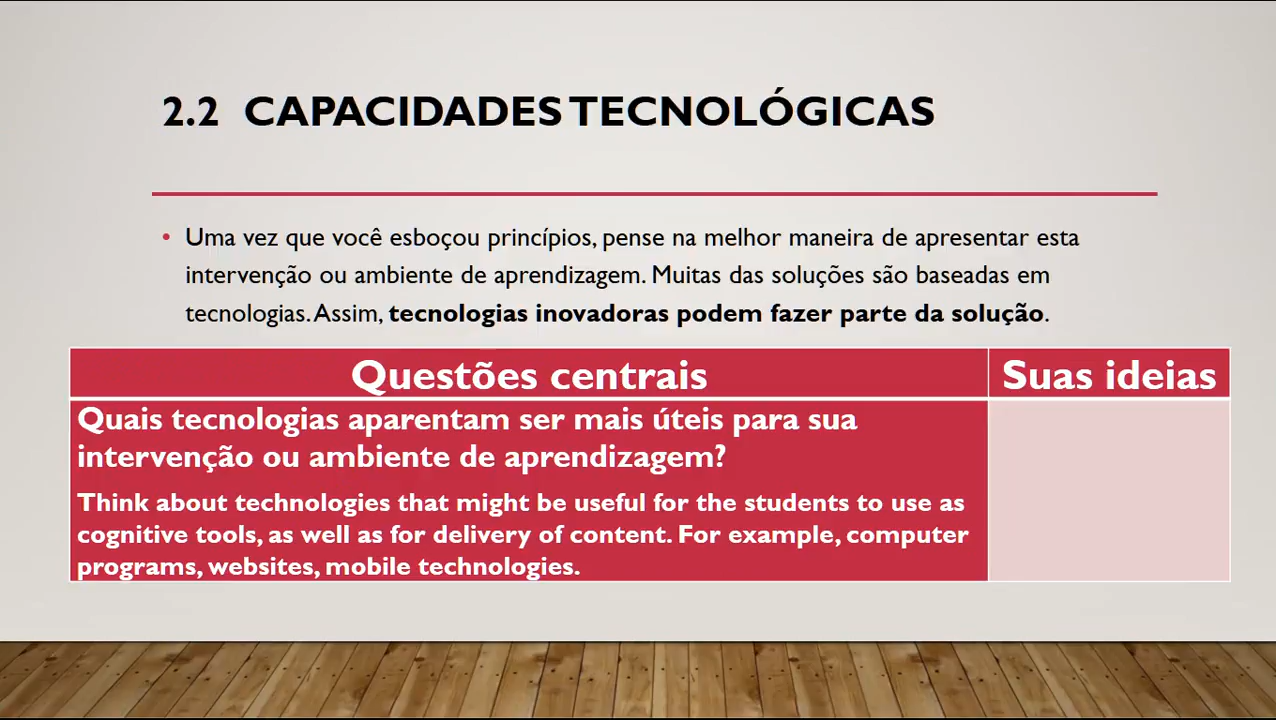 2.2 CAPACIDADES TECNOLÓGICAS
• Uma vez que você esboçou princípios, pense na melhor maneira de apresentar esta
intervenção ou ambiente de aprendizagem. Muitas das soluções são baseadas em
tecnologias. Assim, tecnologias inovadoras podem fazer parte da solução.
Questões centrais
Suas ideias
Quais tecnologias aparentam ser mais úteis para sua
intervenção ou ambiente de aprendizagem?
Think about technologies that might be useful for the students to use as
cognitive tools, as well as for delivery of content. For example, computer
programs, websites, mobile technologies.